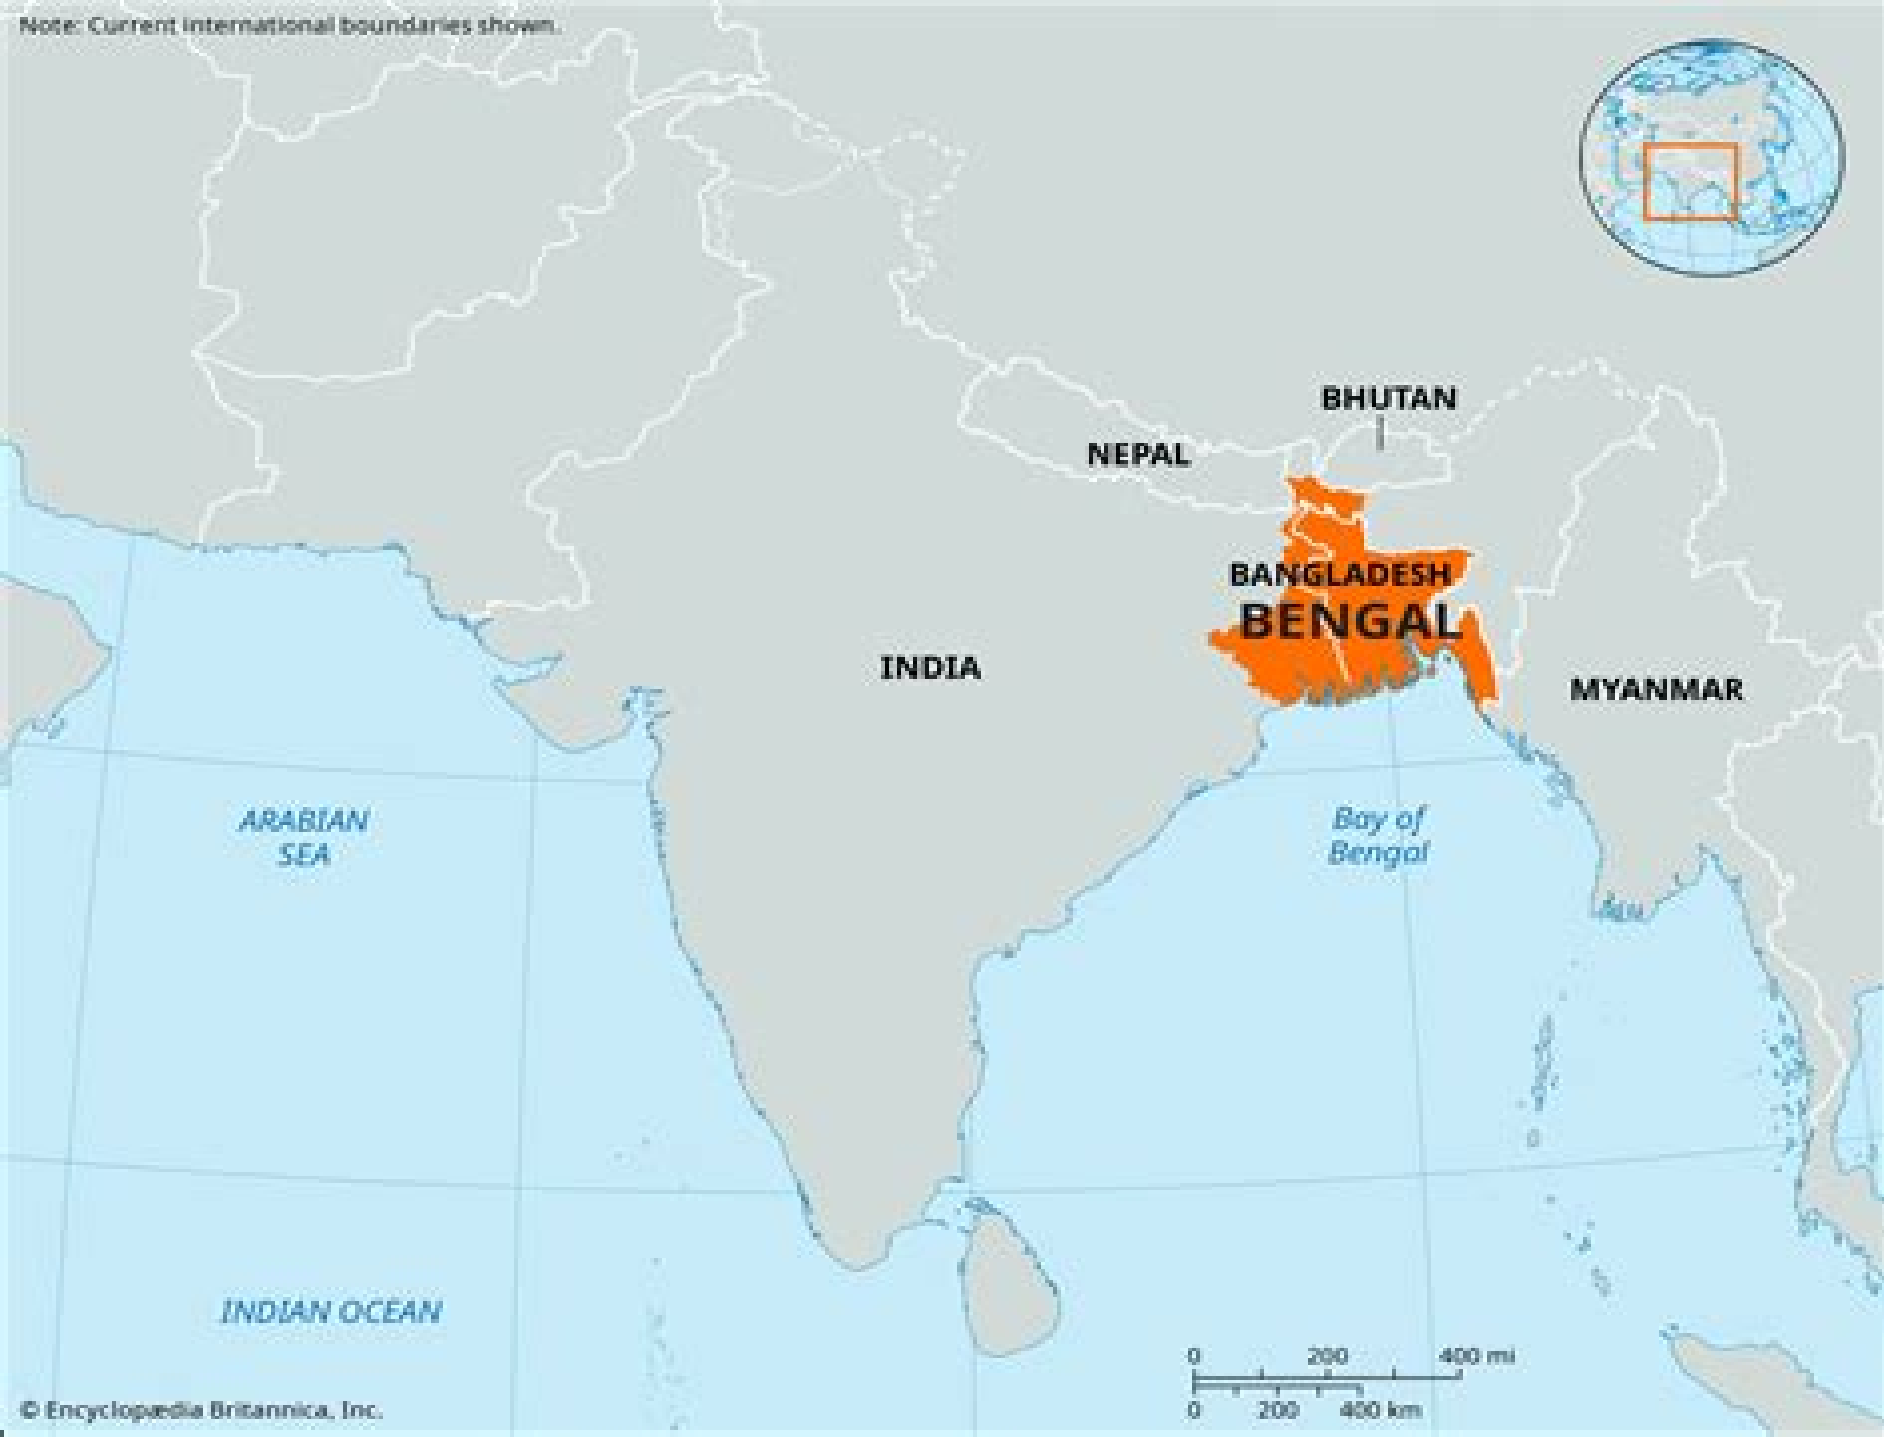 Note: Current international boundaries shown.
BHUTAN
NEPAL
BANGLADESH
BENGAL
INDIA
MYANMAR
ARABIAN
SEA
Bay of
Bengal
INDIAN OCEAN
0 200 400 mi
0 200 400 km
© Encyclopædia Britannica, Inc.